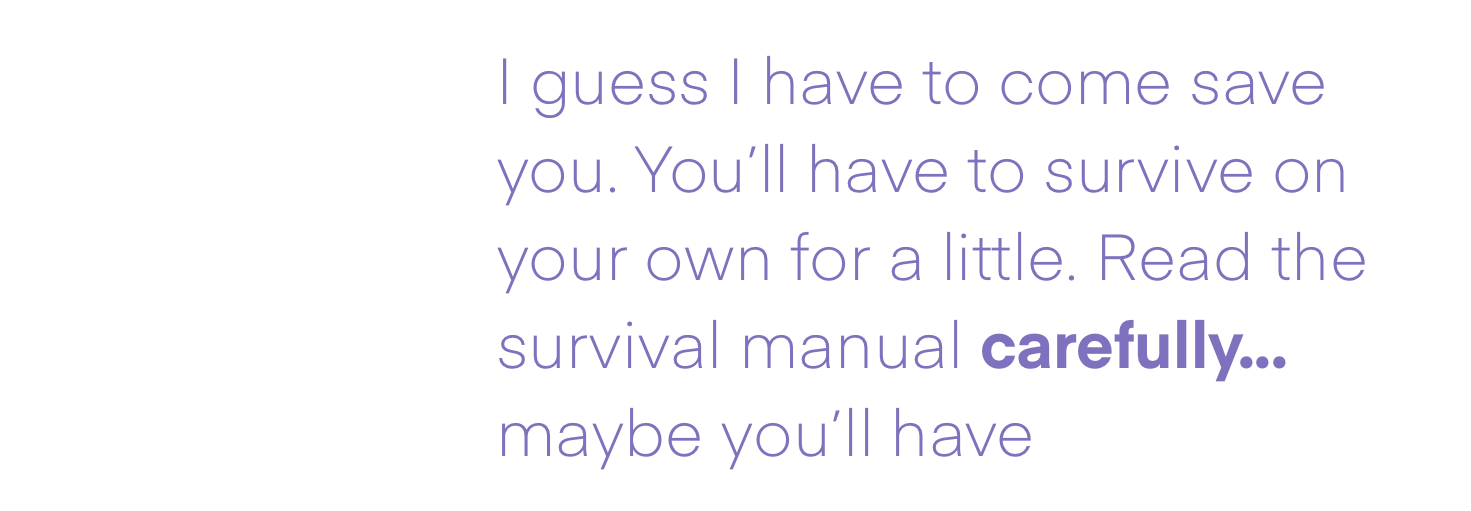 I guess I have to come save
you. You’ll have to survive on
your own for a little. Read the
survival manual carefully...
maybe you’ll have